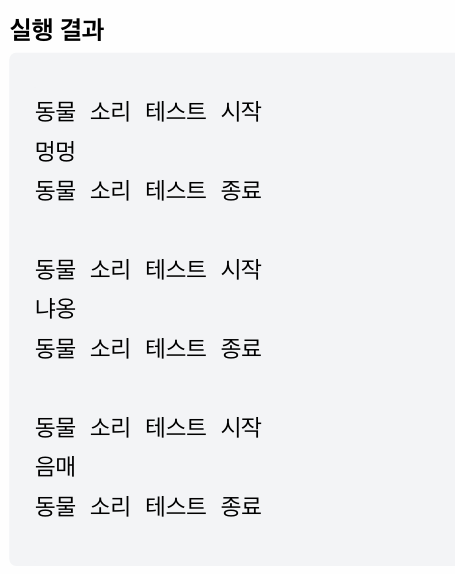 실행 결과
동물 소리 테스트 시작
멍멍
동물 소리 테스트 종료
동물 소리 테스트 시작
냐옹
동물 소리 테스트 종료
동물 소리 테스트 시작
음매
동물 소리 테스트 종료